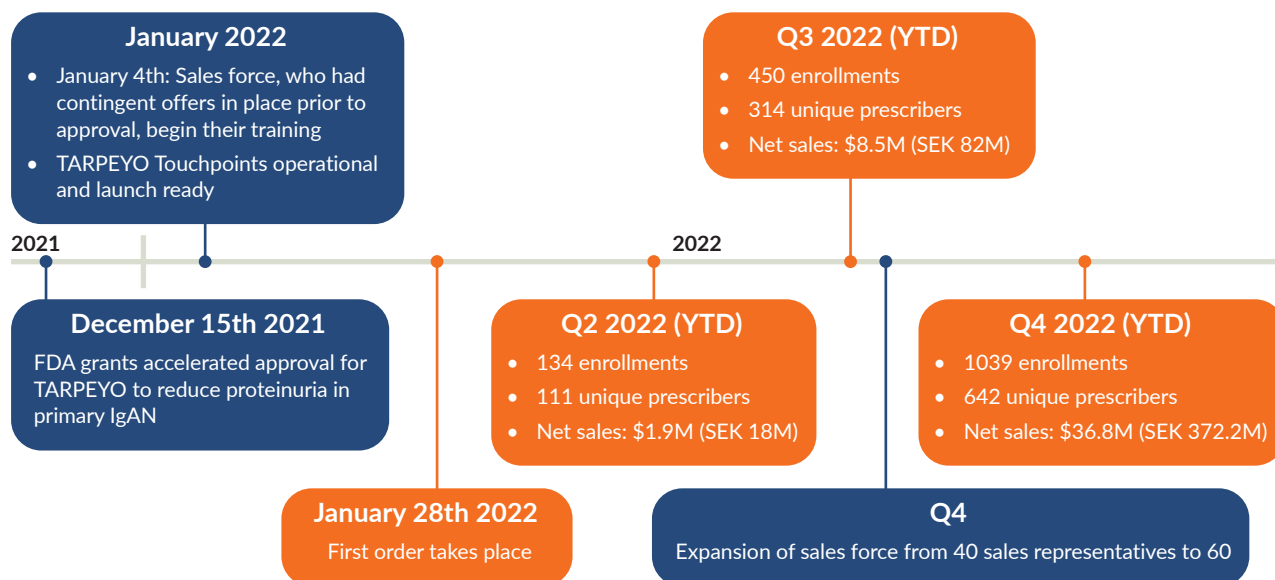 January 2022
• January 4th: Sales force, who had
contingent offers in place prior to
approval, begin their training
• TARPEYO Touchpoints operational
and launch ready
Q3 2022 (YTD)
• 450 enrollments
• 314 unique prescribers
• Net sales: $8.5M (SEK 82M)
2021
2022
December 15th 2021
FDA grants accelerated approval for
TARPEYO to reduce proteinuria in
primary IgAN
Q2 2022 (YTD)
• 134 enrollments
• 111 unique prescribers
• Net sales: $1.9M (SEK 18M)
Q4 2022 (YTD)
• 1039 enrollments
• 642 unique prescribers
• Net sales: $36.8M (SEK 372.2M)
January 28th 2022
First order takes place
Q4
Expansion of sales force from 40 sales representatives to 60